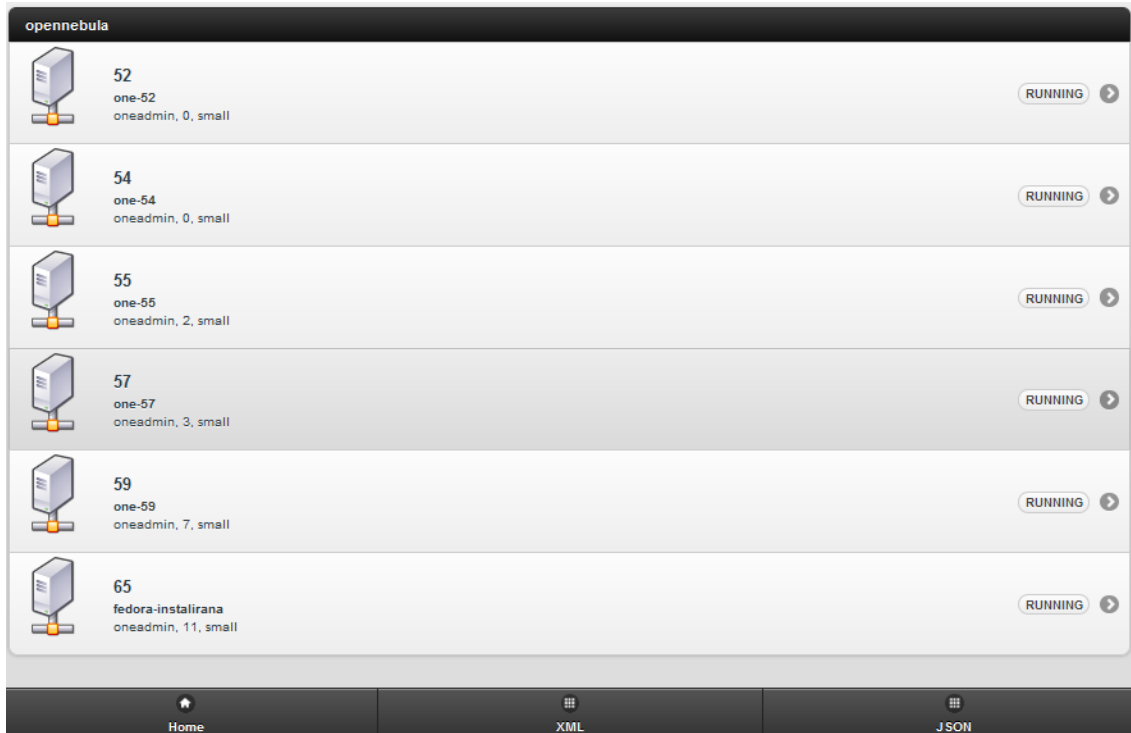 opennebula
52
one-52
oneadmin, 0, small
RUNNING
54
one-54
oneadmin, 0, small
RUNNING
55
one-55
oneadmin, 2, small
RUNNING
57
one-57
oneadmin, 3, small
RUNNING
59
one-59
oneadmin, 7, small
RUNNING
65
fedora-instalirana
oneadmin, 11, small
RUNNING
Home
XML
JSON